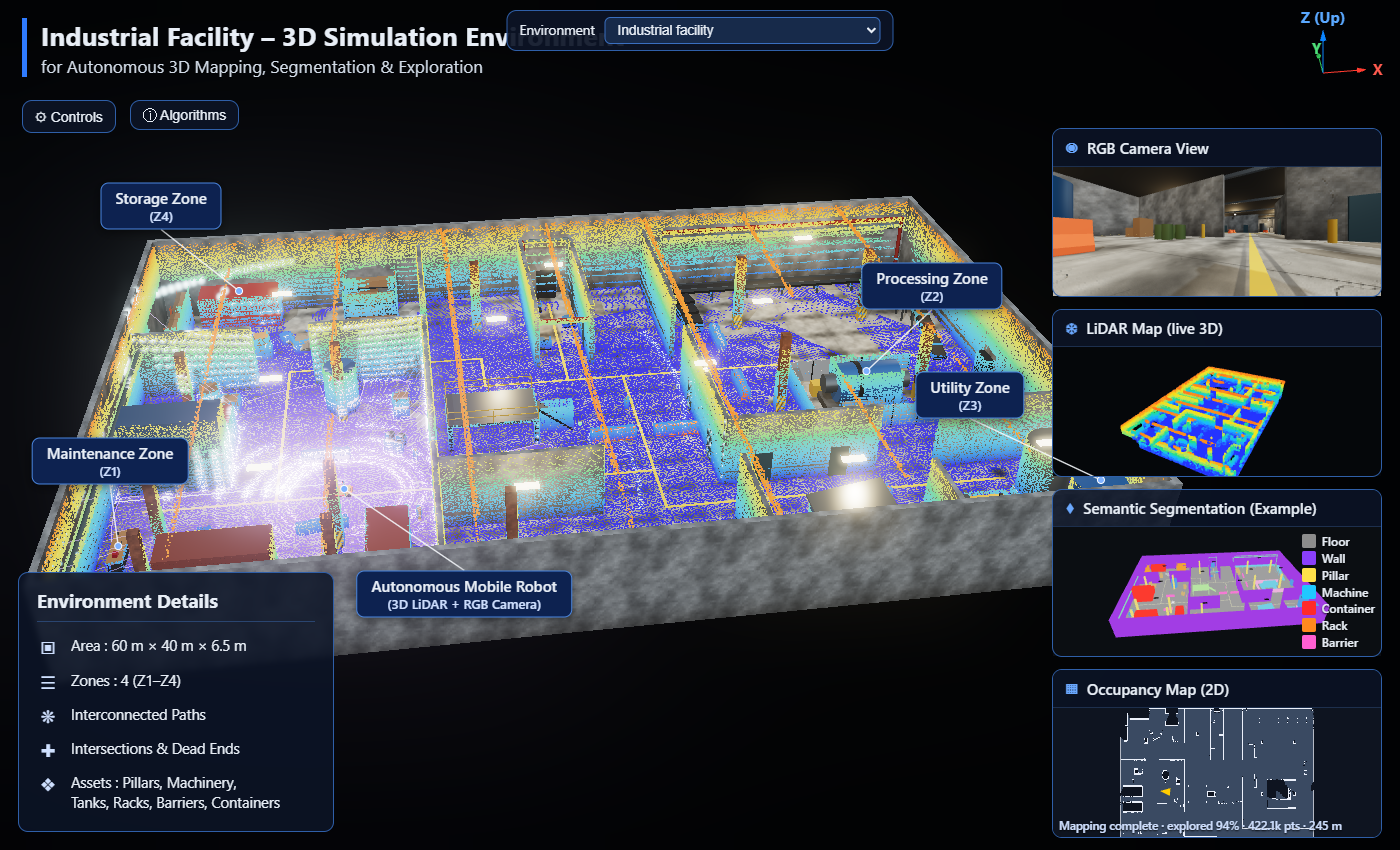 Industrial Facility – 3D Simulation Environment
for Autonomous 3D Mapping, Segmentation & Exploration
Environment
Industrial facility
Z (Up)
Y
X
⚙ Controls
ⓘ Algorithms
Storage Zone
(Z4)
Processing Zone
(Z2)
Utility Zone
(Z3)
Maintenance Zone
(Z1)
Autonomous Mobile Robot
(3D LiDAR + RGB Camera)
Environment Details
Area : 60 m × 40 m × 6.5 m
Zones : 4 (Z1–Z4)
Interconnected Paths
Intersections & Dead Ends
Assets : Pillars, Machinery,
Tanks, Racks, Barriers, Containers
RGB Camera View
LiDAR Map (live 3D)
Semantic Segmentation (Example)
Floor
Wall
Pillar
Machine
Container
Rack
Barrier
Occupancy Map (2D)
Mapping complete · explored 94% · 422.1k pts · 245 m